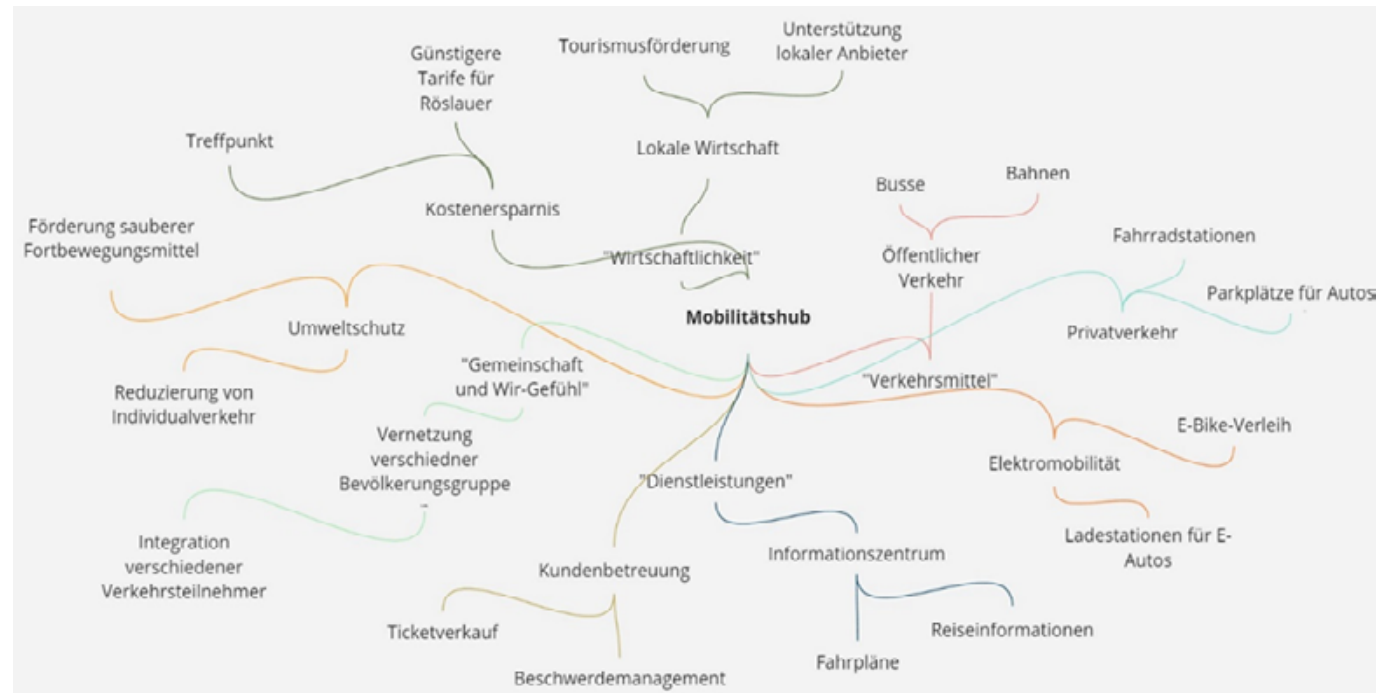 Unterstützung
lokaler Anbieter
Tourismusförderung
Günstigere
Tarife für
Röslauer
Treffpunkt
Lokale Wirtschaft
Bahnen
Busse
Kostenersparnis
Förderung sauberer
Fortbewegungsmittel
"Wirtschaftlichkeit"
Öffentlicher
Verkehr
Fahrradstationen
Parkplätze für Autos
Mobilitätshub
Umweltschutz
Privatverkehr
"Gemeinschaft
und Wir-Gefühl"
"Verkehrsmittel"
Reduzierung von
Individualverkehr
Vernetzung
verschiedner
Bevölkerungsgruppe
..
E-Bike-Verleih
Elektromobilität
"Dienstleistungen"
Ladestationen für E-
Autos
Integration
verschiedener
Verkehrsteilnehmer
Informationszentrum
Kundenbetreuung
Ticketverkauf
Reiseinformationen
Fahrpläne
Beschwerdemanagement